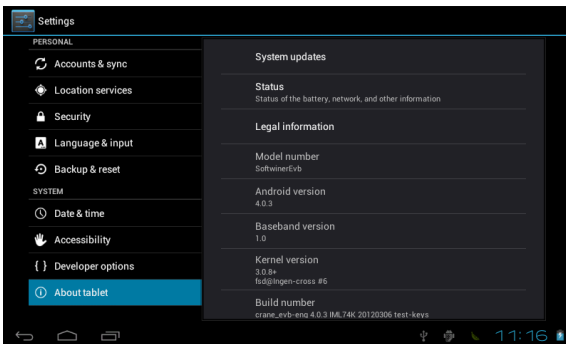 Settings
PERSONAL
Accounts & sync
Location services
Security
A Language & input
Backup & reset
SYSTEM
Date & time
Accessibility
{ } Developer options
About tablet
System updates
Status
Status of the battery, network, and other information
Legal information
Model number
SoftwinerEvb
Android version
4.0.3
Baseband version
1.0
Kernel version
3.0.8+
fsd@Ingen-cross #6
Build number
crane_evb-eng 4.0.3 IML74K 20120306 test-keys
11:16